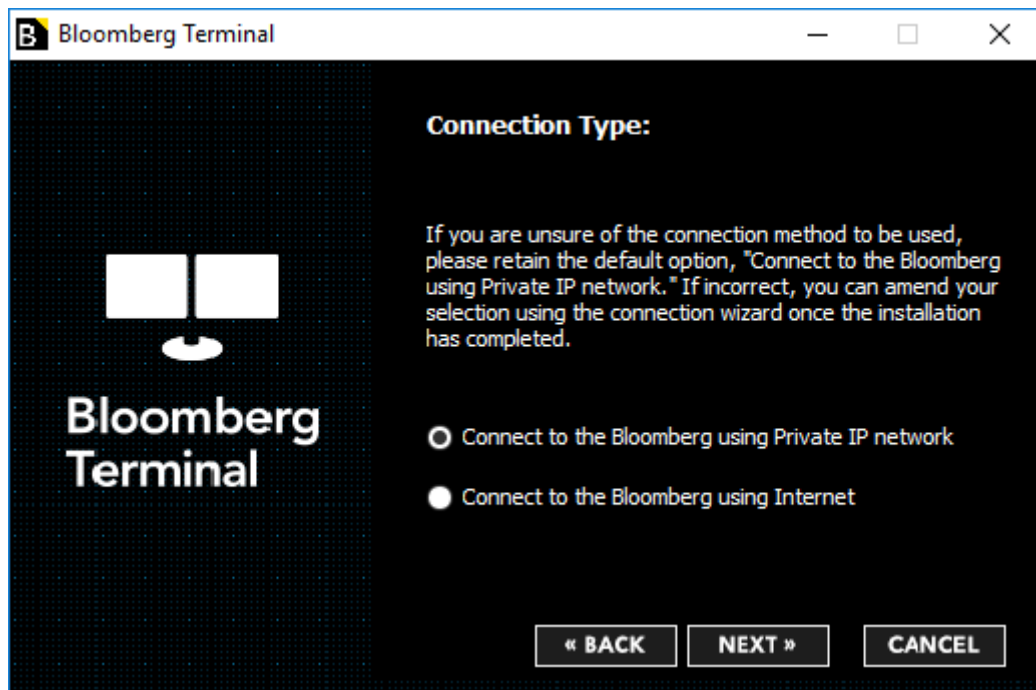 Bloomberg Terminal
Connection Type:
If you are unsure of the connection method to be used,
please retain the default option, "Connect to the Bloomberg
using Private IP network." If incorrect, you can amend your
selection using the connection wizard once the installation
has completed.
Bloomberg
Terminal
Connect to the Bloomberg using Private IP network
Connect to the Bloomberg using Internet
« BACK
NEXT »
CANCEL